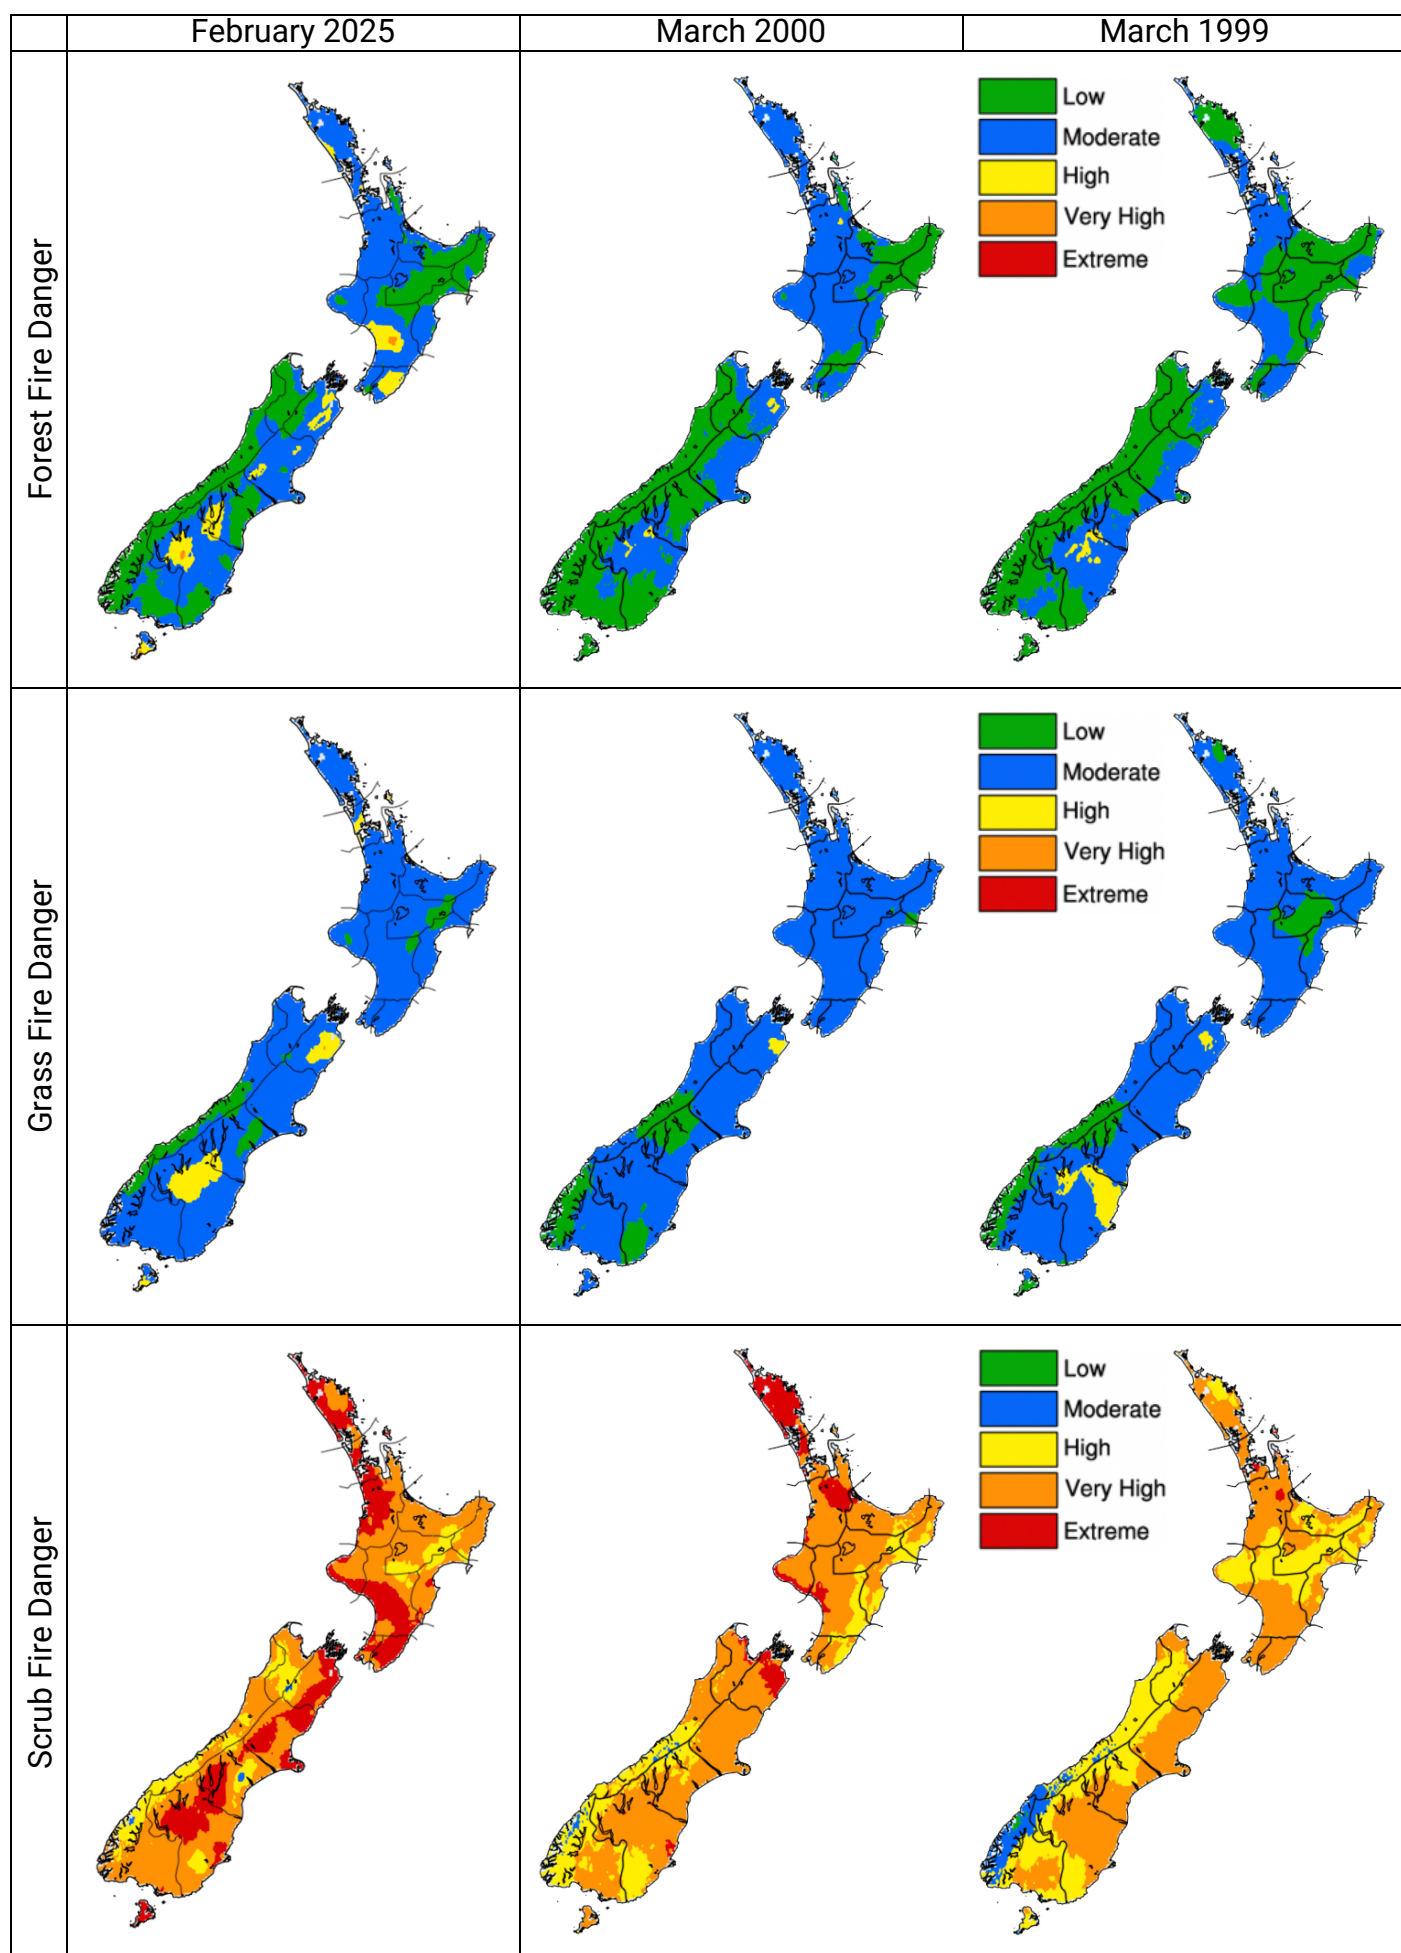 February 2025
March 2000
March 1999
Forest Fire Danger
Low
Moderate
High
Very High
Extreme
Grass Fire Danger
Low
Moderate
High
Very High
Extreme
Scrub Fire Danger
Low
Moderate
High
Very High
Extreme